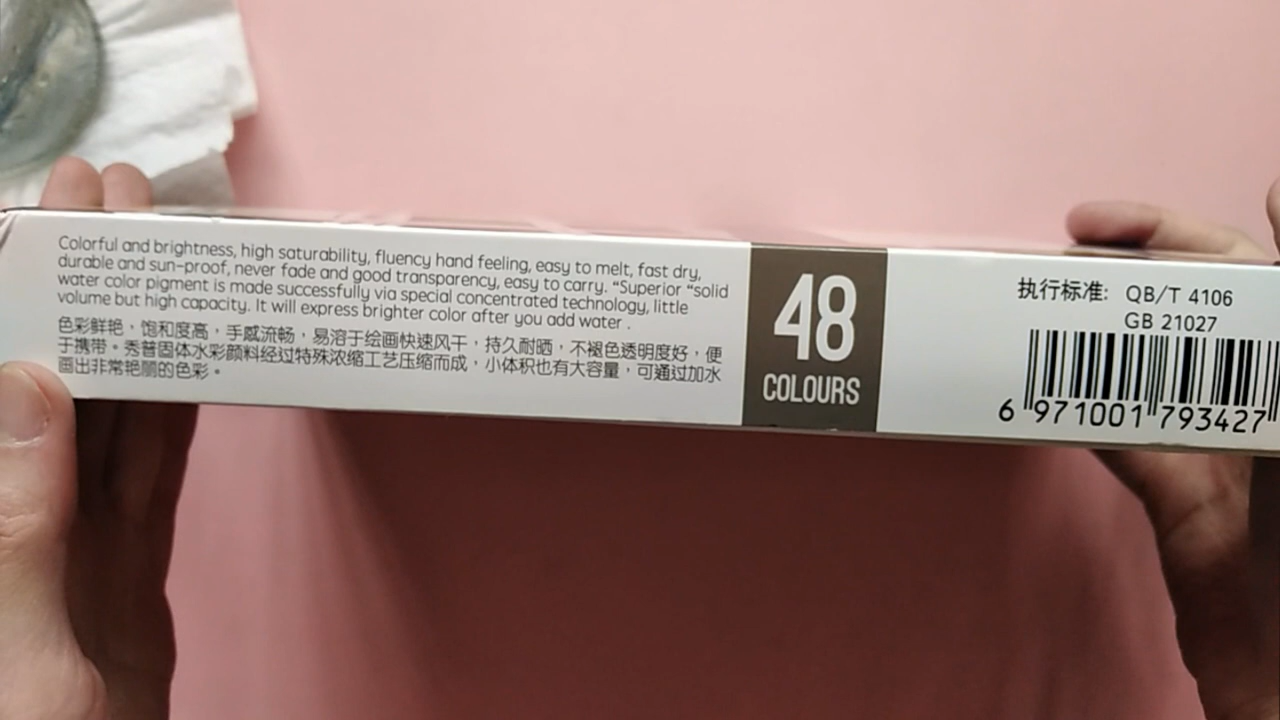 Colorful and brightness, high saturability, fluency hand feeling, easy to melt, fast dry,
durable and sun-proof, never fade and good transparency, easy to carry. “Superior “solid
water color pigment is made successfully via special concentrated technology, little
volume but high capacity. It will express brighter color after you add water .
色彩鲜艳，饱和度高，手感流畅，易溶于绘画快速风干，持久耐晒，不褪色透明度好，便
于携带。秀普固体水彩颜料经过特殊浓缩工艺压缩而成，小体积也有大容量，可通过加水
画出非常艳丽的色彩。
48
COLOURS
执行标准: QB/T 4106
GB 21027
6 971001 793427